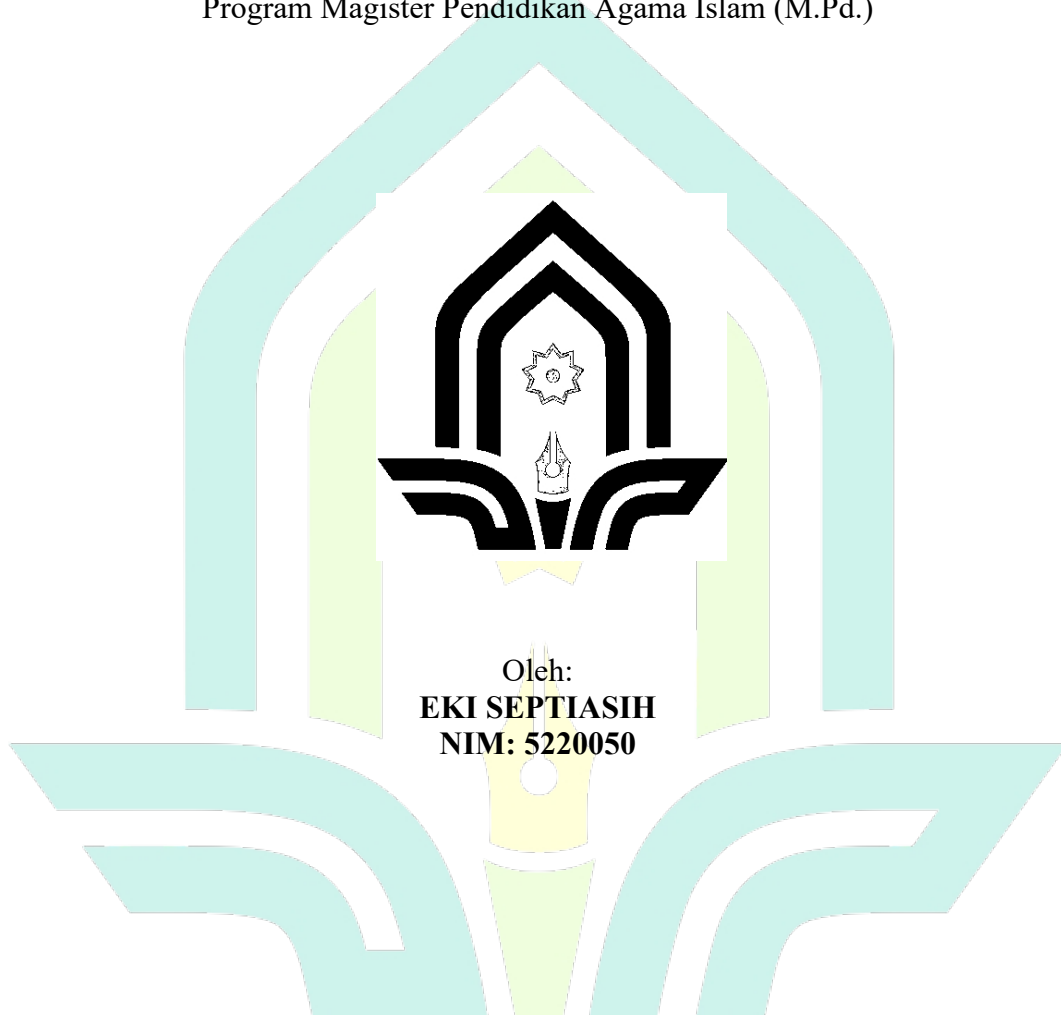 Program Magister Pendidikan Agama Islam (M.Pd.)
Oleh:
EKI SEPTIASIH
NIM: 5220050